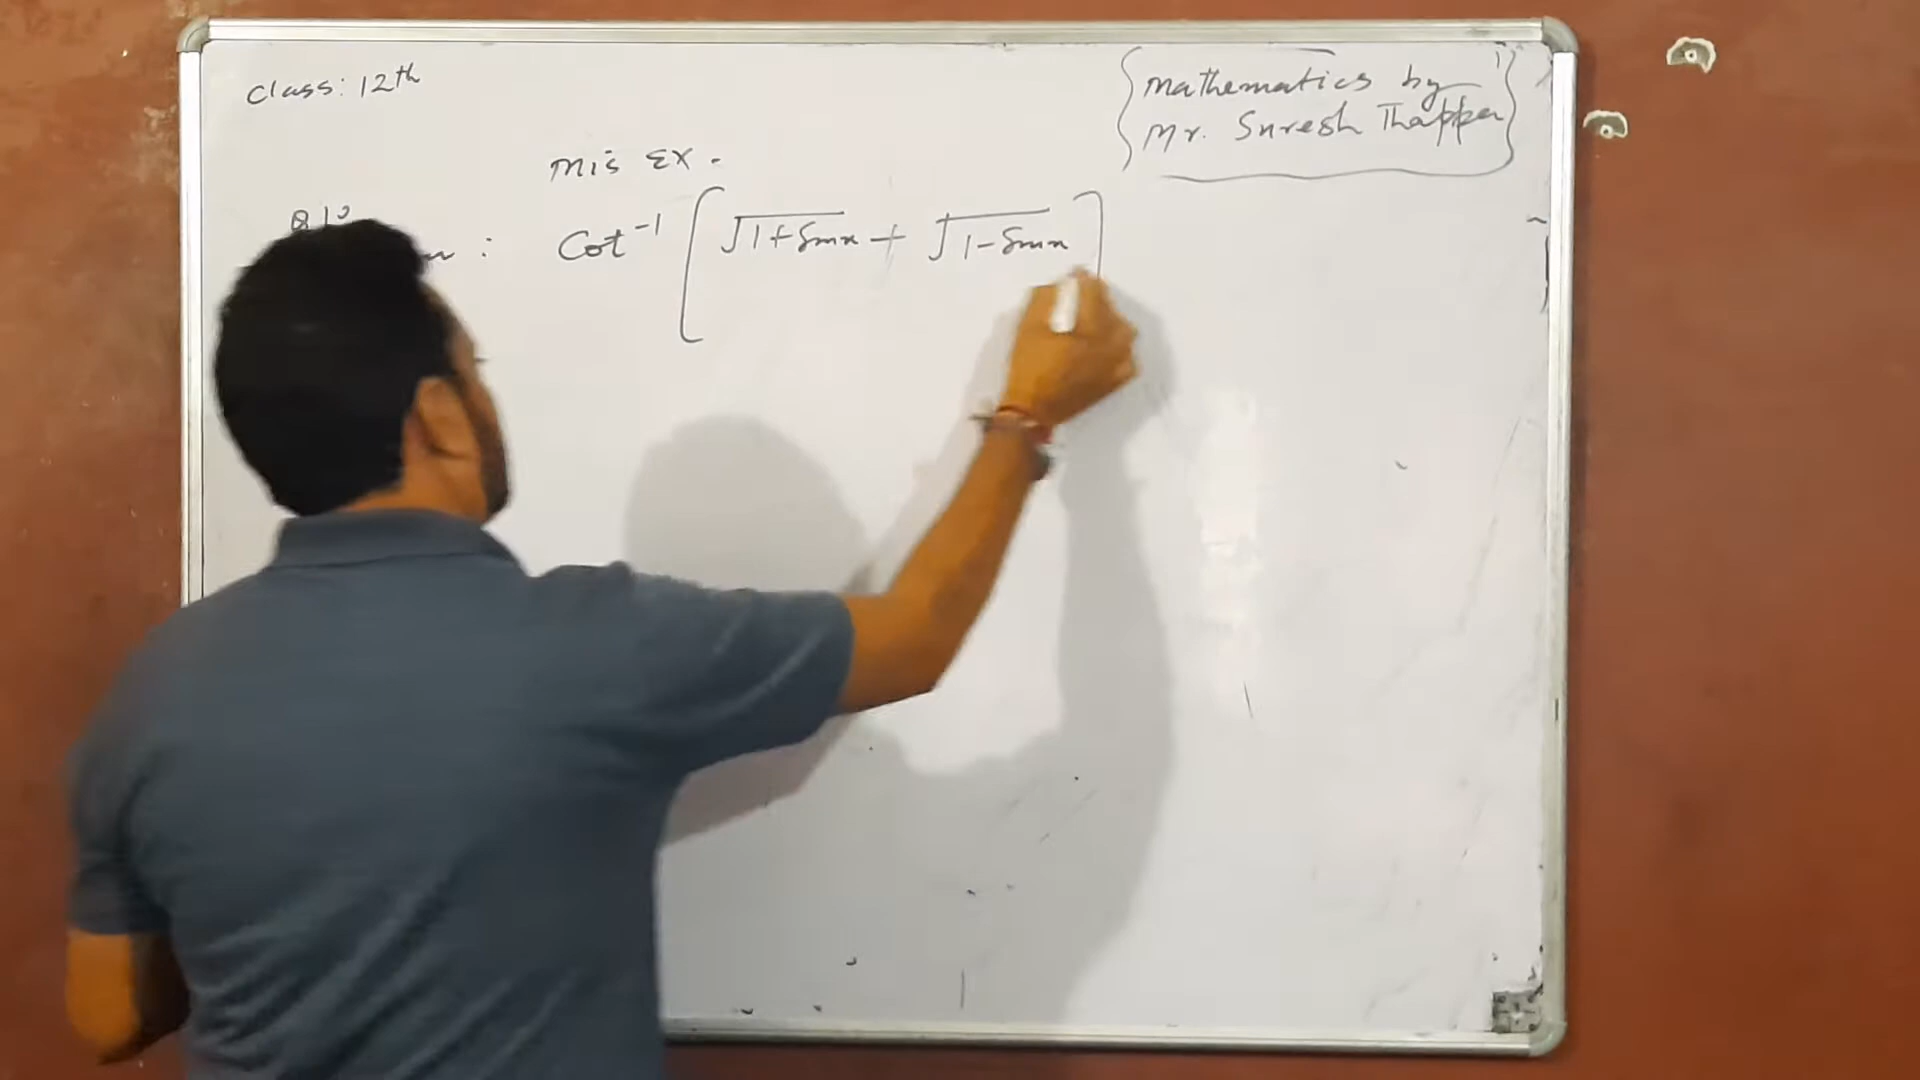 class: 12th
Mathematics by
Mr. Suresh Thapper
Mis Ex.
: Cot⁻¹ [ √1+Sinx + √1-Sinx ]